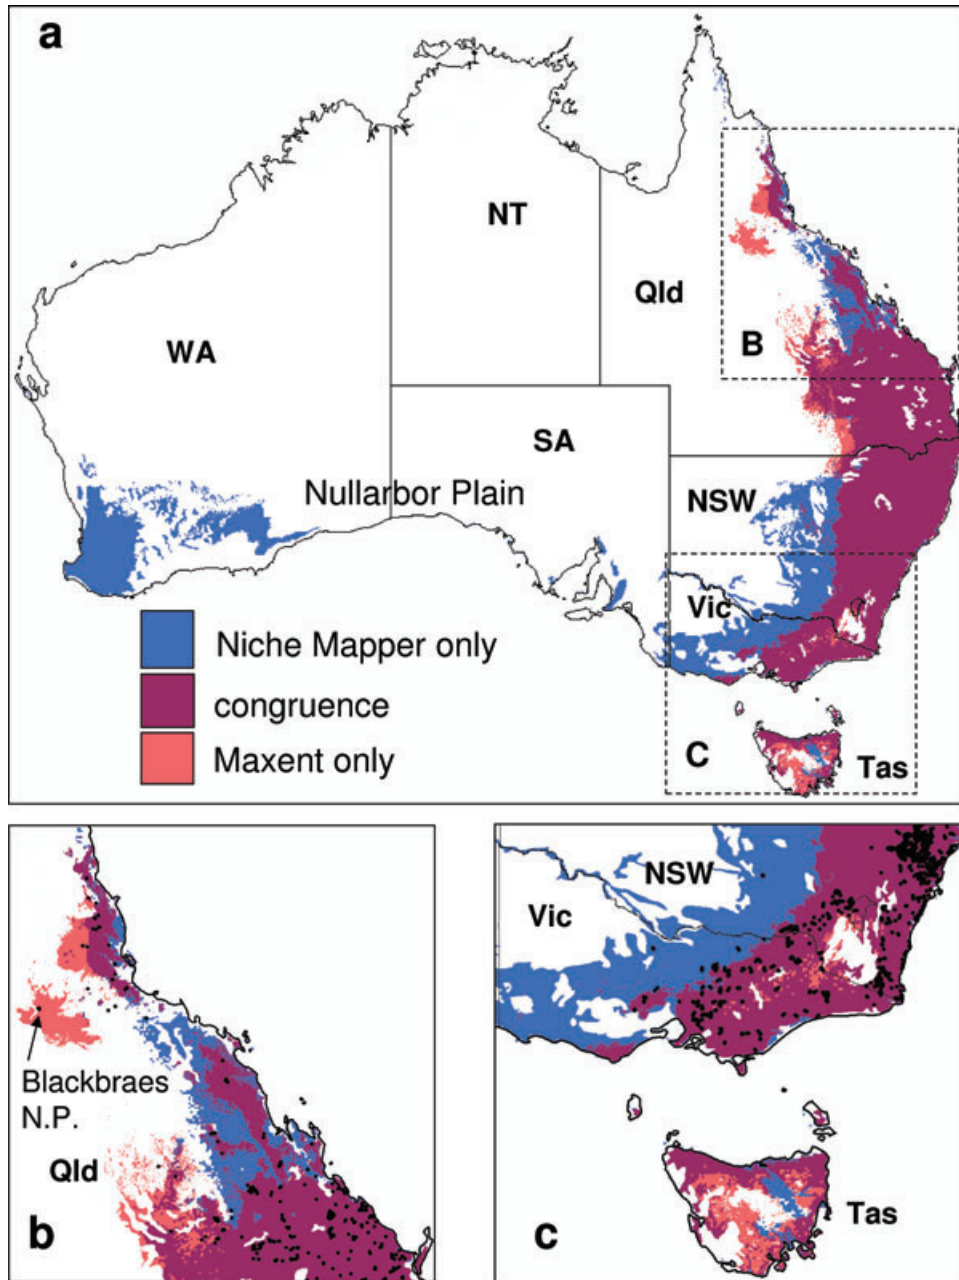 a
NT
Qld
WA
B
SA
Nullarbor Plain
NSW
Vic
Niche Mapper only
congruence
Maxent only
C
Tas
Blackbraes
N.P.
Qld
b
NSW
Vic
Tas
c